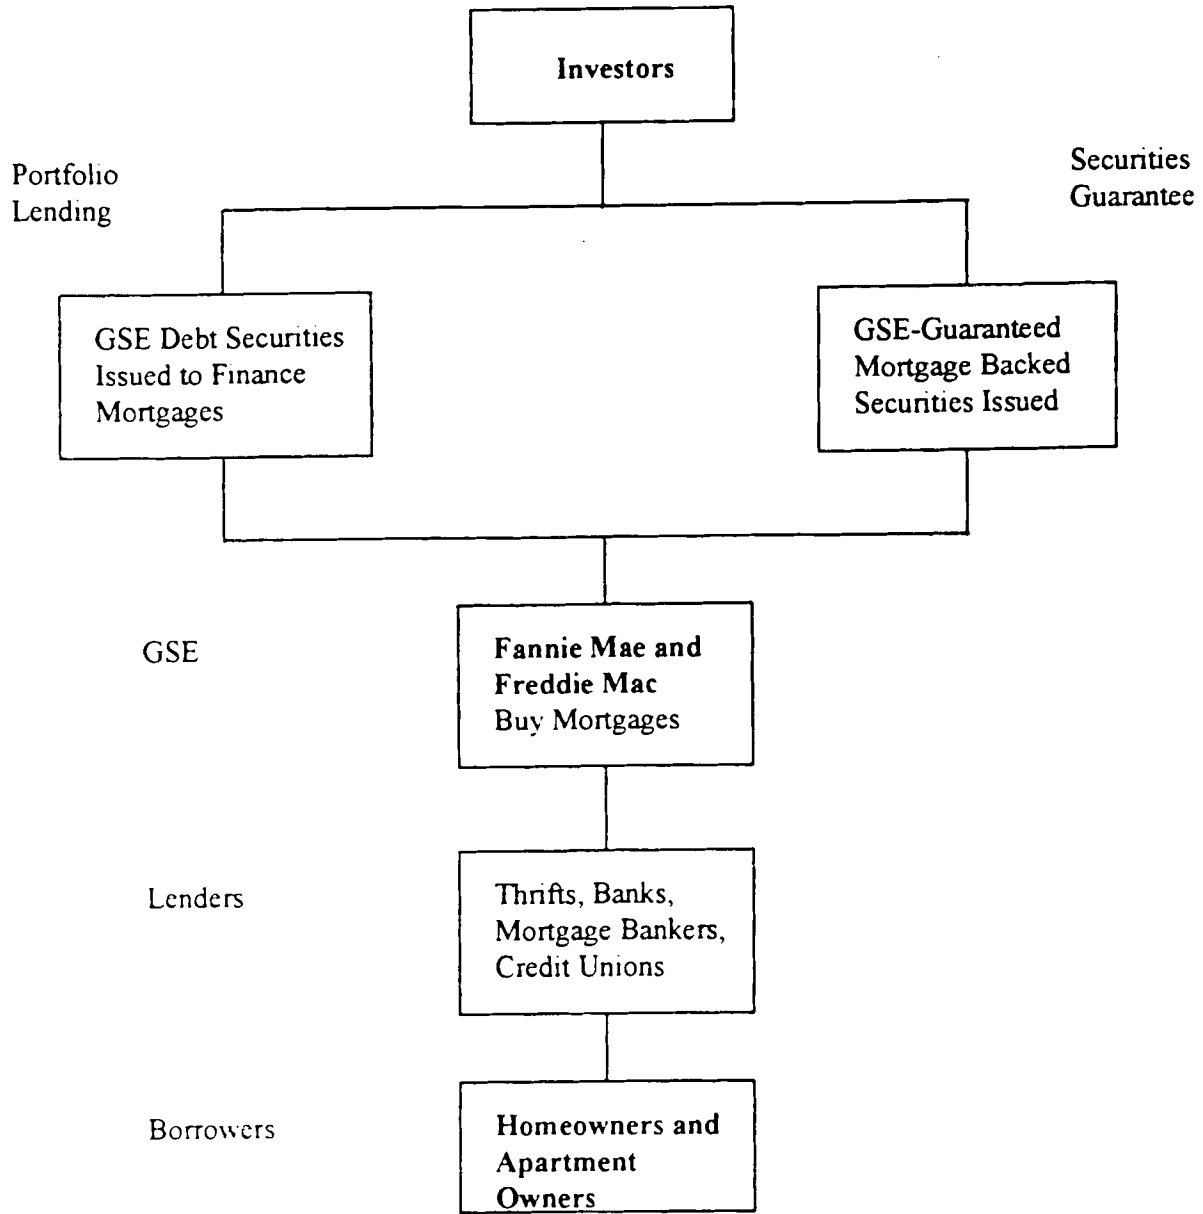 Investors
Portfolio
Lending
Securities
Guarantee
GSE Debt Securities
Issued to Finance
Mortgages
GSE-Guaranteed
Mortgage Backed
Securities Issued
GSE
Fannie Mae and
Freddie Mac
Buy Mortgages
Lenders
Thrifts, Banks,
Mortgage Bankers,
Credit Unions
Borrowers
Homeowners and
Apartment
Owners